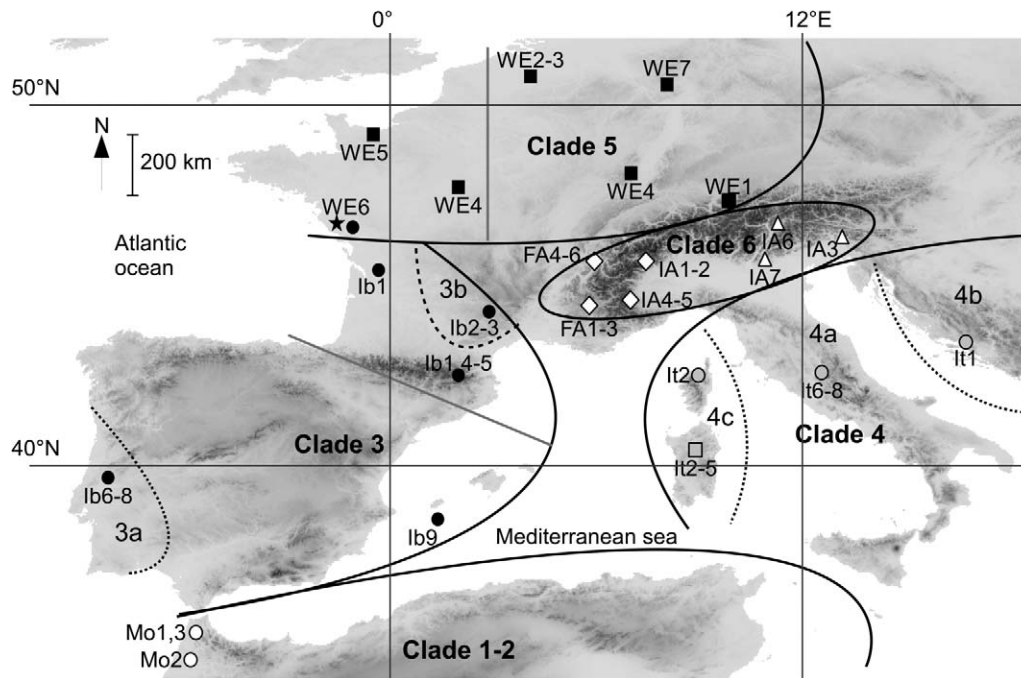 0°
12°E
50°N
WE2-3
WE7
N
200 km
WE5
Clade 5
WE4
WE4
WE1
WE6
Atlantic
ocean
Clade 6
FA4-6
IA1-2
IA6
IA3
IA7
Ib1
3b
IA4-5
4b
Ib2-3
FA1-3
4a
It1
Ib1,4-5
It2
It6-8
4c
Clade 3
Clade 4
40°N
It2-5
Ib6-8
3a
Ib9
Mediterranean sea
Mo1,3
Mo2
Clade 1-2